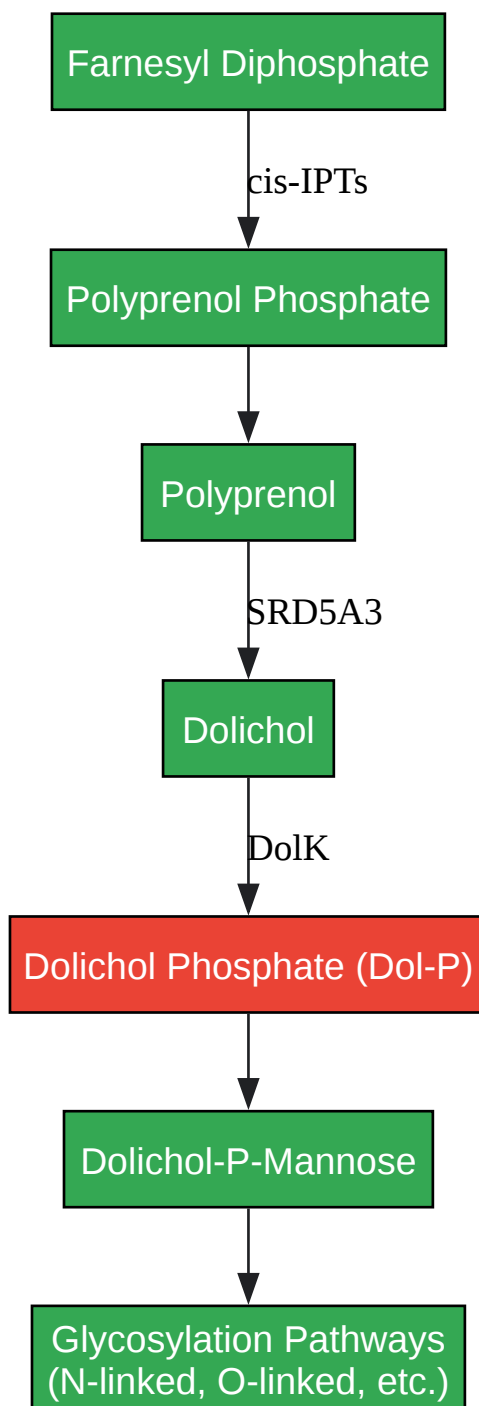 Farnesyl Diphosphate
cis-IPTs
Polyprenol Phosphate
Polyprenol
SRD5A3
Dolichol
DolK
Dolichol Phosphate (Dol-P)
Dolichol-P-Mannose
Glycosylation Pathways
(N-linked, O-linked, etc.)